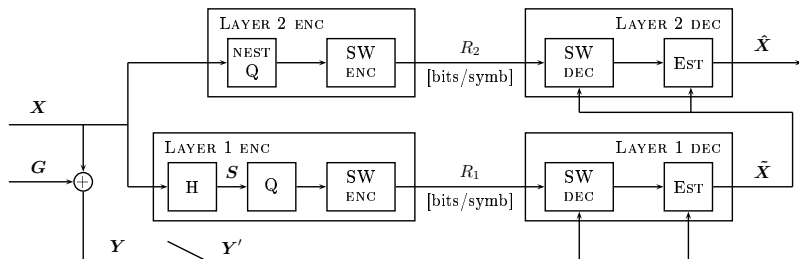 LAYER 2 ENC
NEST
Q
SW
ENC
R2
[bits/symb]
LAYER 2 DEC
SW
DEC
EST
X̂
X
G
+
LAYER 1 ENC
H
S
Q
SW
ENC
R1
[bits/symb]
LAYER 1 DEC
SW
DEC
EST
X̃
Y
Y′